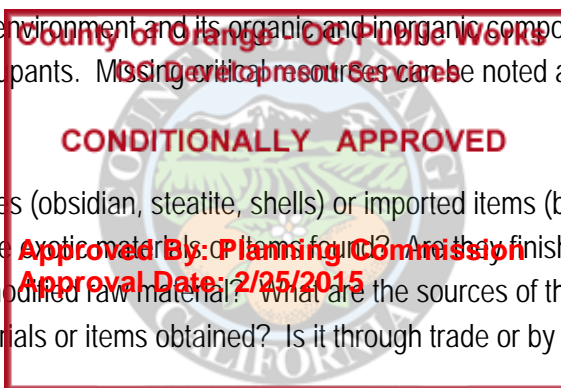 environment and its organic and inorganic compo
County of Orange - OC Public Works
upants. Missing critical resources can be noted a
OC Development Services
CONDITIONALLY APPROVED
es (obsidian, steatite, shells) or imported items (b
e exotic materials or items found? Are they finish
Approved By: Planning Commission
odified raw material? What are the sources of th
Approval Date: 2/25/2015
rials or items obtained? Is it through trade or by
CALIFORNIA